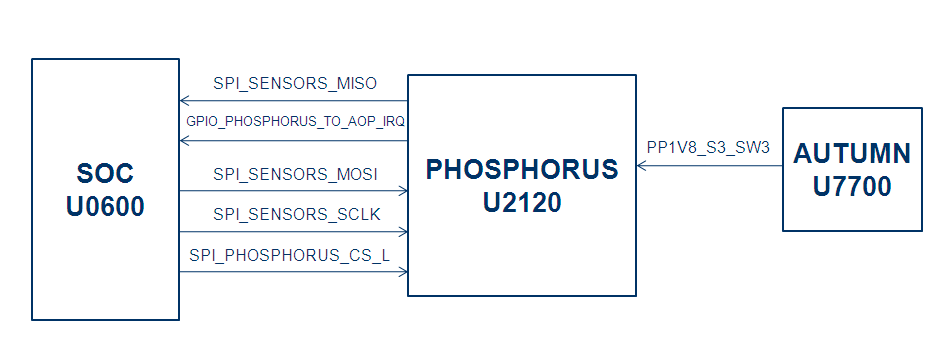 SPI_SENSORS_MISO
GPIO_PHOSPHORUS_TO_AOP_IRQ
SPI_SENSORS_MOSI
SPI_SENSORS_SCLK
SPI_PHOSPHORUS_CS_L
SOC
U0600
PHOSPHORUS
U2120
PP1V8_S3_SW3
AUTUMN
U7700